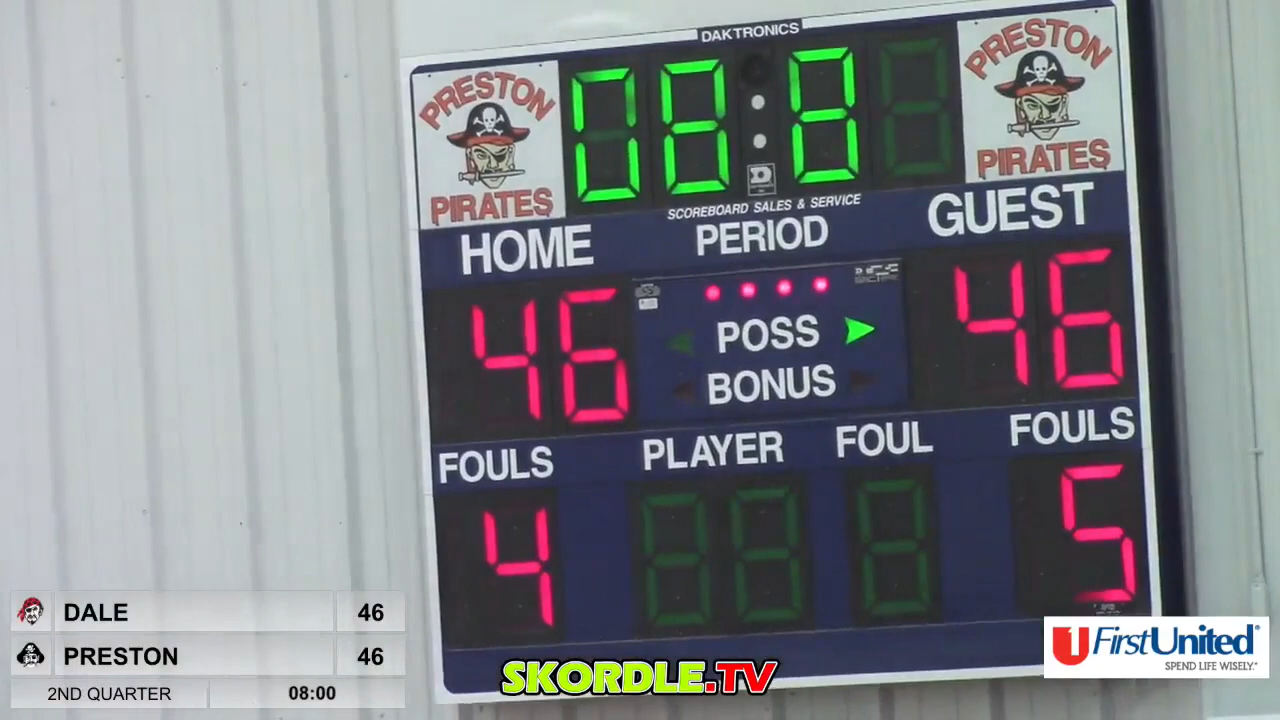 DAKTRONICS
PRESTON
PIRATES
PRESTON
PIRATES
SCOREBOARD SALES & SERVICE
HOME
PERIOD
GUEST
46
46
POSS
BONUS
FOULS
PLAYER
FOUL
FOULS
4
5
DALE 46
PRESTON 46
2ND QUARTER 08:00
SKORDLE.TV
FirstUnited
SPEND LIFE WISELY.